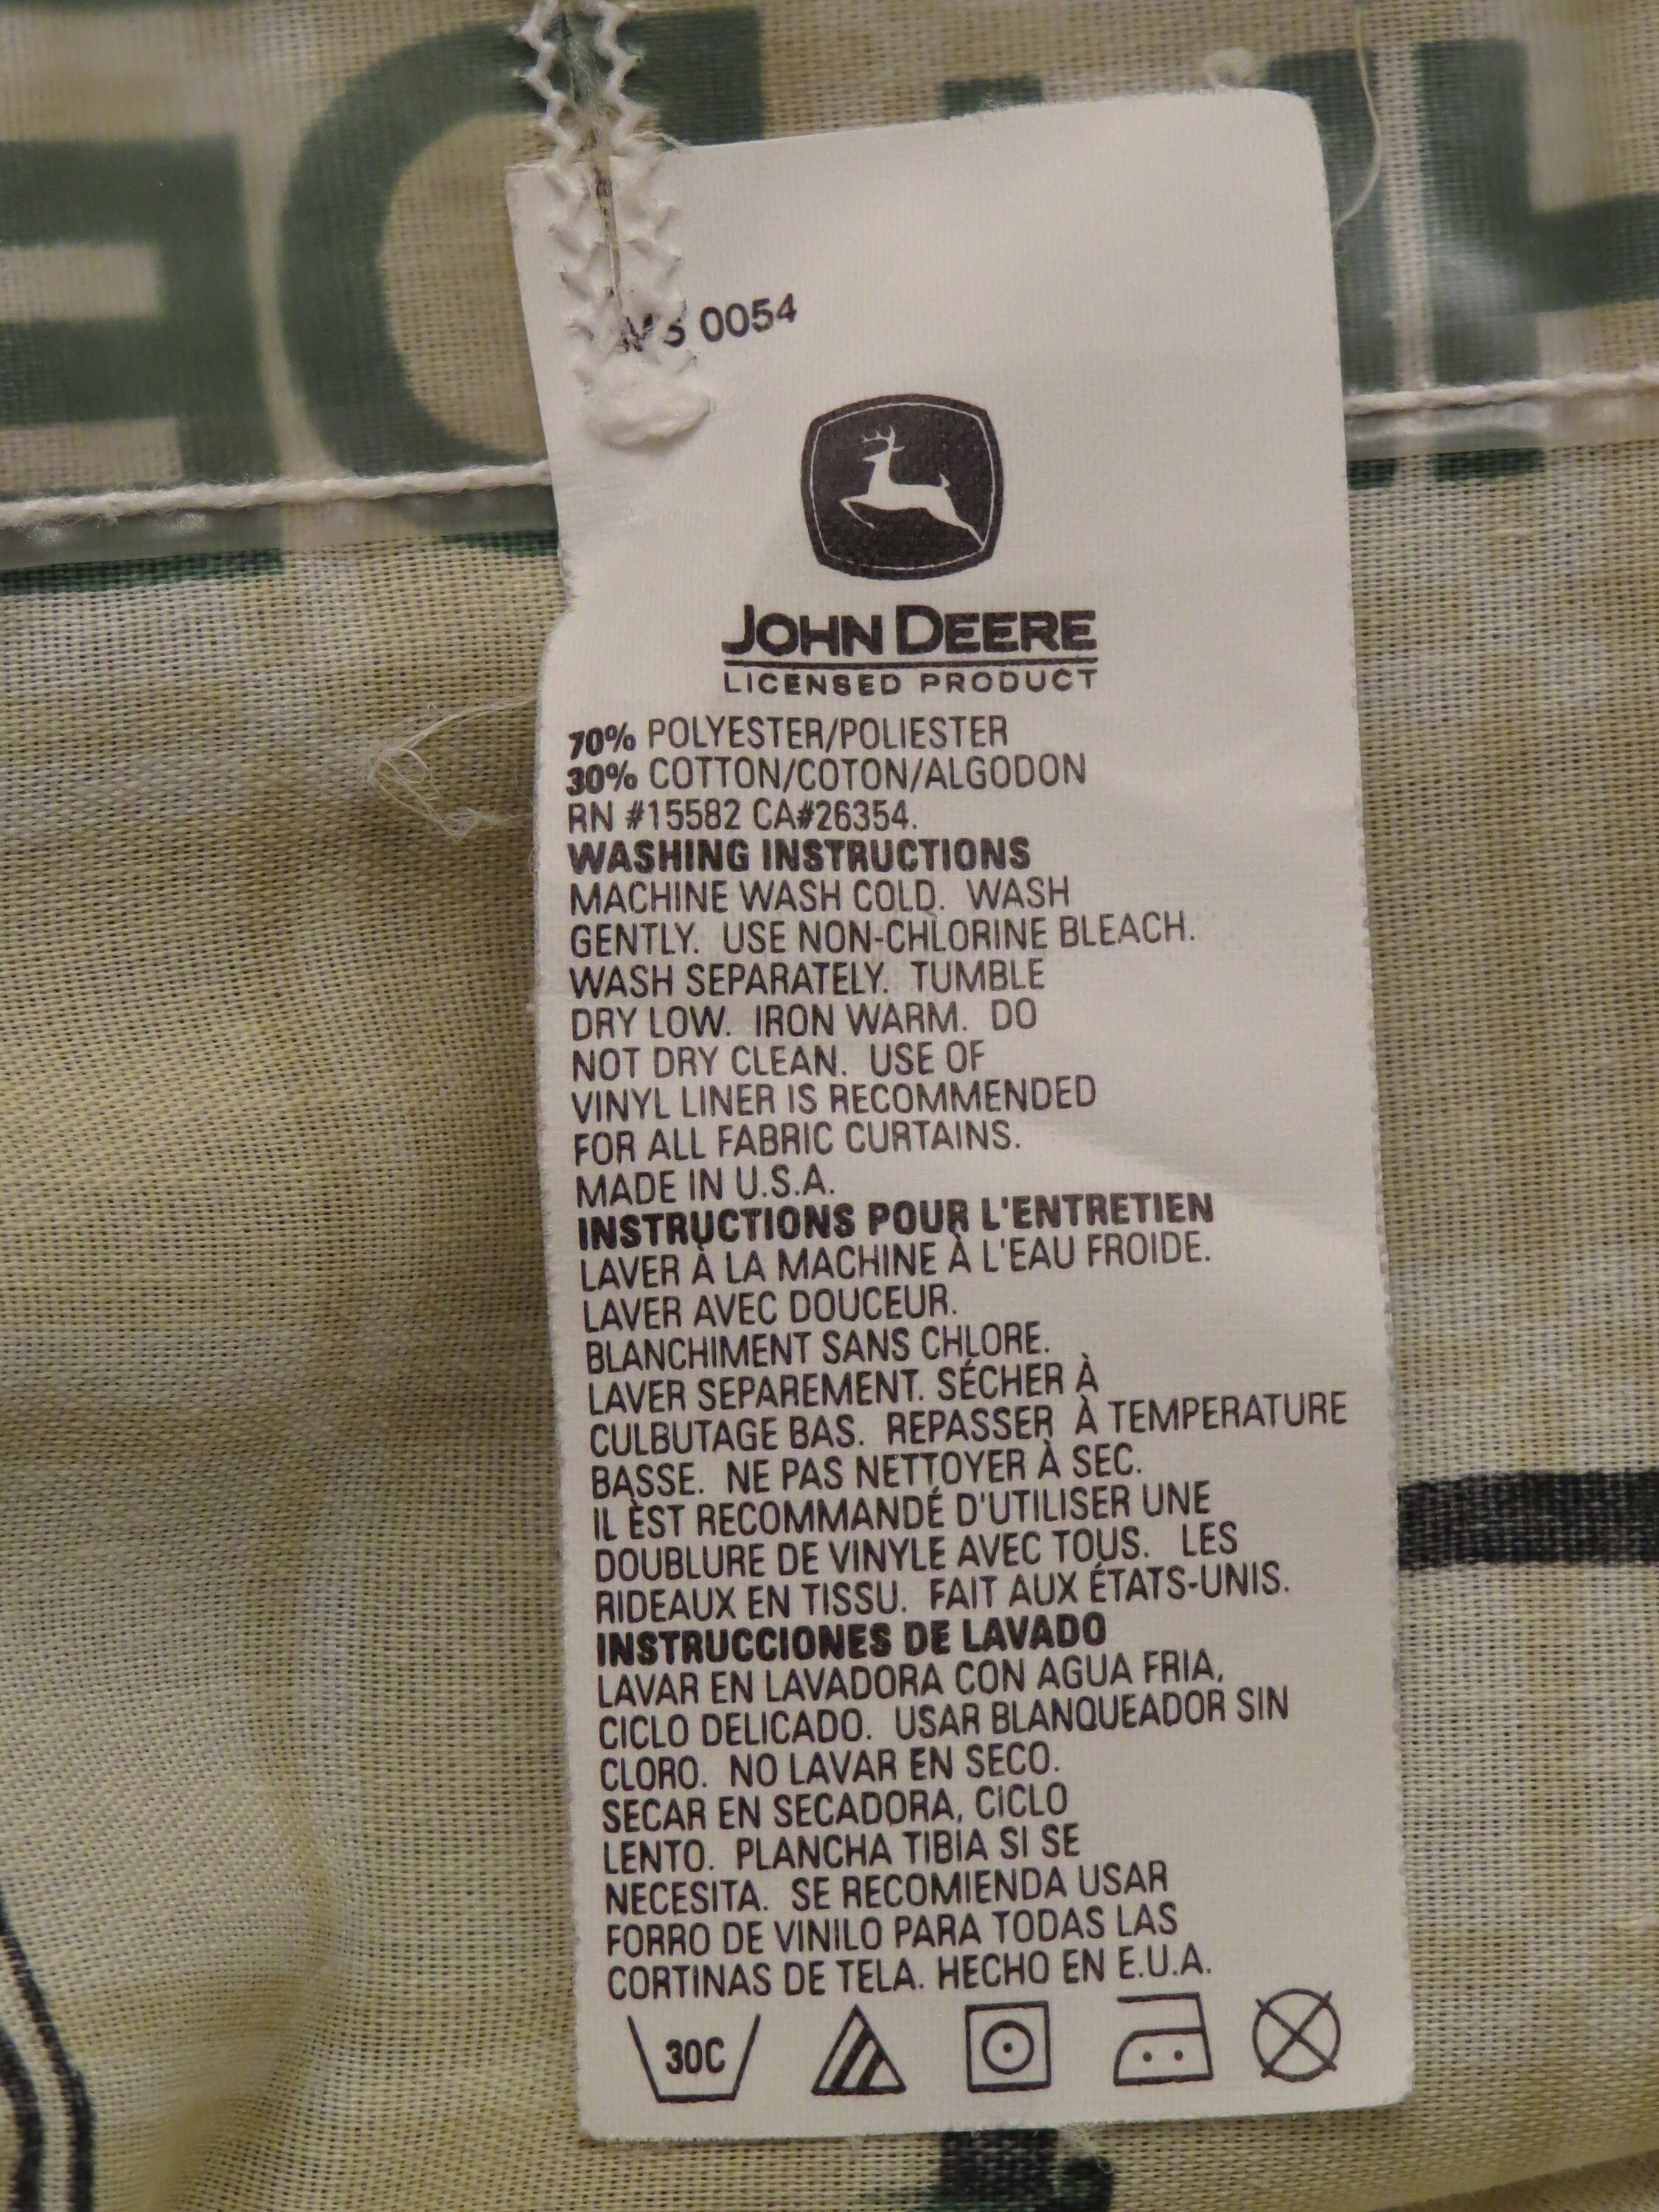 0054
JOHN DEERE
LICENSED PRODUCT
70% POLYESTER/POLIESTER
30% COTTON/COTON/ALGODON
RN #15582 CA#26354.
WASHING INSTRUCTIONS
MACHINE WASH COLD. WASH
GENTLY. USE NON-CHLORINE BLEACH.
WASH SEPARATELY. TUMBLE
DRY LOW. IRON WARM. DO
NOT DRY CLEAN. USE OF
VINYL LINER IS RECOMMENDED
FOR ALL FABRIC CURTAINS.
MADE IN U.S.A.
INSTRUCTIONS POUR L'ENTRETIEN
LAVER À LA MACHINE À L'EAU FROIDE.
LAVER AVEC DOUCEUR.
BLANCHIMENT SANS CHLORE.
LAVER SEPAREMENT. SÉCHER À
CULBUTAGE BAS. REPASSER À TEMPERATURE
BASSE. NE PAS NETTOYER À SEC.
IL ÈST RECOMMANDÉ D'UTILISER UNE
DOUBLURE DE VINYLE AVEC TOUS. LES
RIDEAUX EN TISSU. FAIT AUX ÉTATS-UNIS.
INSTRUCCIONES DE LAVADO
LAVAR EN LAVADORA CON AGUA FRIA,
CICLO DELICADO. USAR BLANQUEADOR SIN
CLORO. NO LAVAR EN SECO.
SECAR EN SECADORA, CICLO
LENTO. PLANCHA TIBIA SI SE
NECESITA. SE RECOMIENDA USAR
FORRO DE VINILO PARA TODAS LAS
CORTINAS DE TELA. HECHO EN E.U.A.
30C